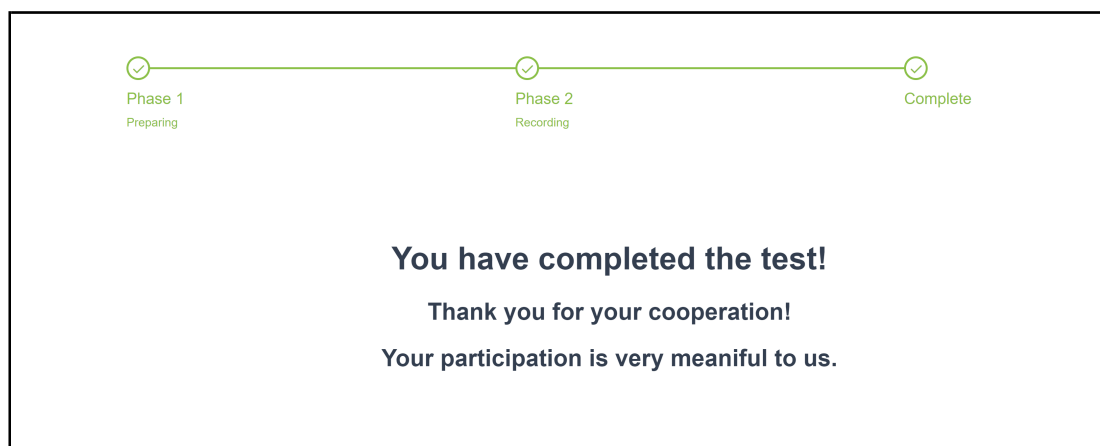 Phase 1
Preparing
Phase 2
Recording
Complete
You have completed the test!
Thank you for your cooperation!
Your participation is very meaniful to us.